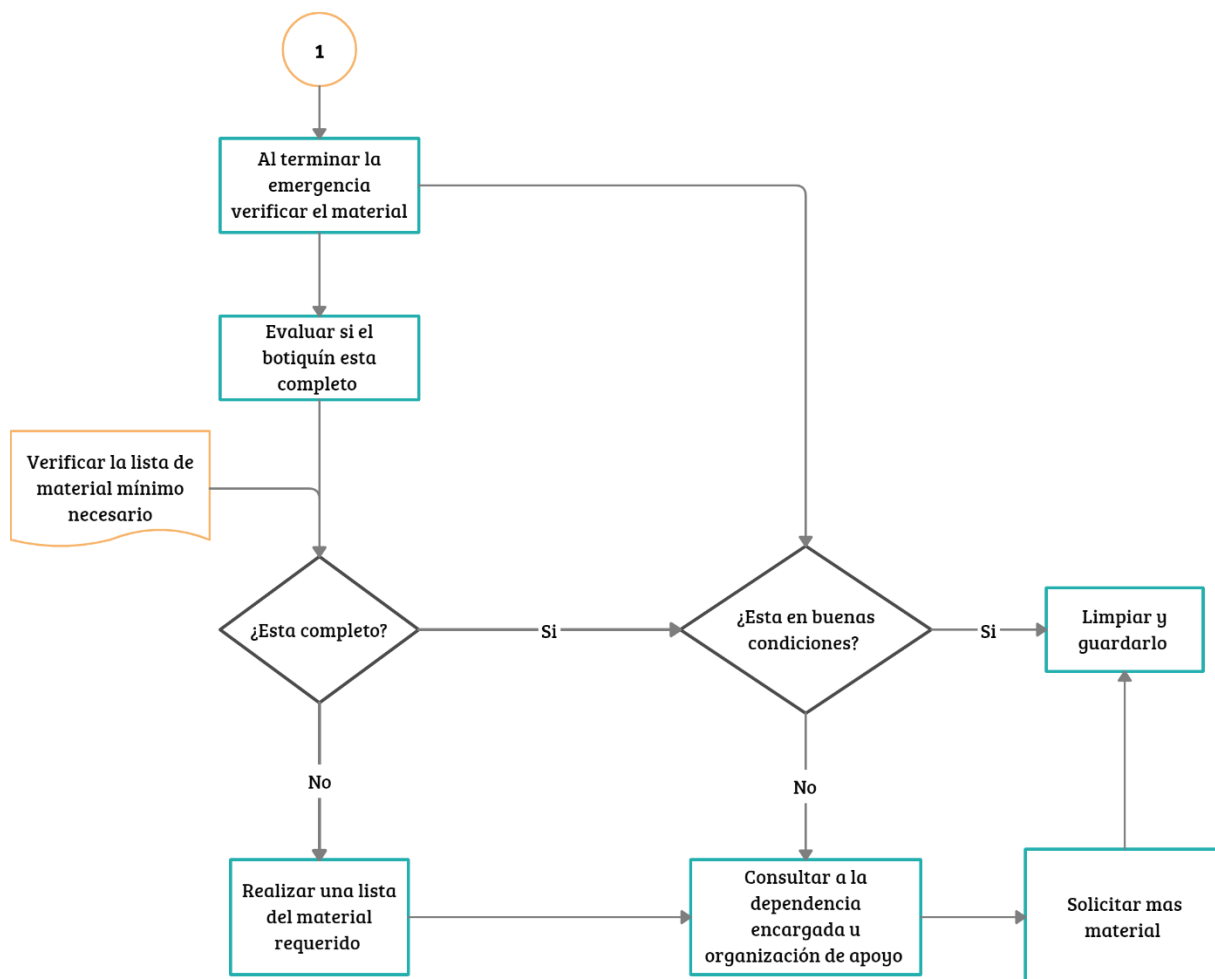 1
Al terminar la
emergencia
verificar el material
Evaluar si el
botiquín esta
completo
Verificar la lista de
material mínimo
necesario
¿Esta completo?
Si
¿Esta en buenas
condiciones?
Si
Limpiar y
guardarlo
No
No
Realizar una lista
del material
requerido
Consultar a la
dependencia
encargada u
organización de apoyo
Solicitar mas
material